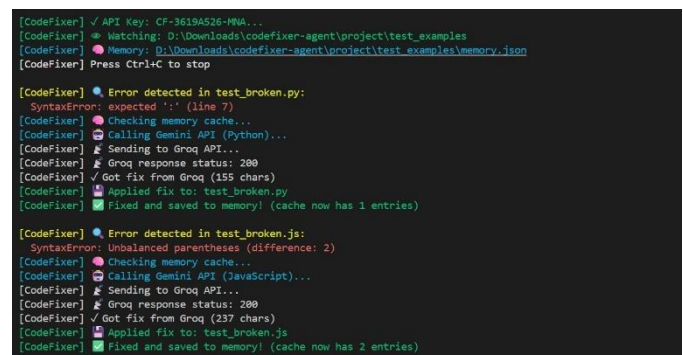 [CodeFixer] ✓ API Key: CF-3619A526-MNA...
[CodeFixer] 👁 Watching: D:\Downloads\codefixer-agent\project\test_examples
[CodeFixer] 🧠 Memory: D:\Downloads\codefixer-agent\project\test_examples\memory.json
[CodeFixer] Press Ctrl+C to stop
[CodeFixer] 🔍 Error detected in test_broken.py:
SyntaxError: expected ':' (line 7)
[CodeFixer] 🧠 Checking memory cache...
[CodeFixer] 🤖 Calling Gemini API (Python)...
[CodeFixer] 📡 Sending to Groq API...
[CodeFixer] 📡 Groq response status: 200
[CodeFixer] ✓ Got fix from Groq (155 chars)
[CodeFixer] 💾 Applied fix to: test_broken.py
[CodeFixer] ✅ Fixed and saved to memory! (cache now has 1 entries)
[CodeFixer] 🔍 Error detected in test_broken.js:
SyntaxError: Unbalanced parentheses (difference: 2)
[CodeFixer] 🧠 Checking memory cache...
[CodeFixer] 🤖 Calling Gemini API (JavaScript)...
[CodeFixer] 📡 Sending to Groq API...
[CodeFixer] 📡 Groq response status: 200
[CodeFixer] ✓ Got fix from Groq (237 chars)
[CodeFixer] 💾 Applied fix to: test_broken.js
[CodeFixer] ✅ Fixed and saved to memory! (cache now has 2 entries)